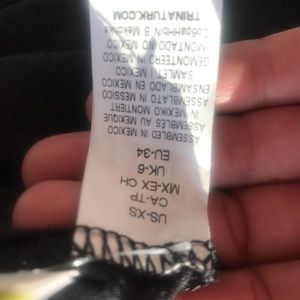 US-XS
CA-TP
MX-EX CH
UK-6
EU-34
ASSEMBLED IN MEXICO
ASSEMBLÉS AU MEXIQUE
IN MEXIKO MONTIERT
ASSEMBLATO IN MESSICO
ENSAMBLADO EN MEXICO
SAMLET I MEXICO
GEMONTEERD IN MEXICO
MONTADO NO MEXICO
TRINATURK.COM